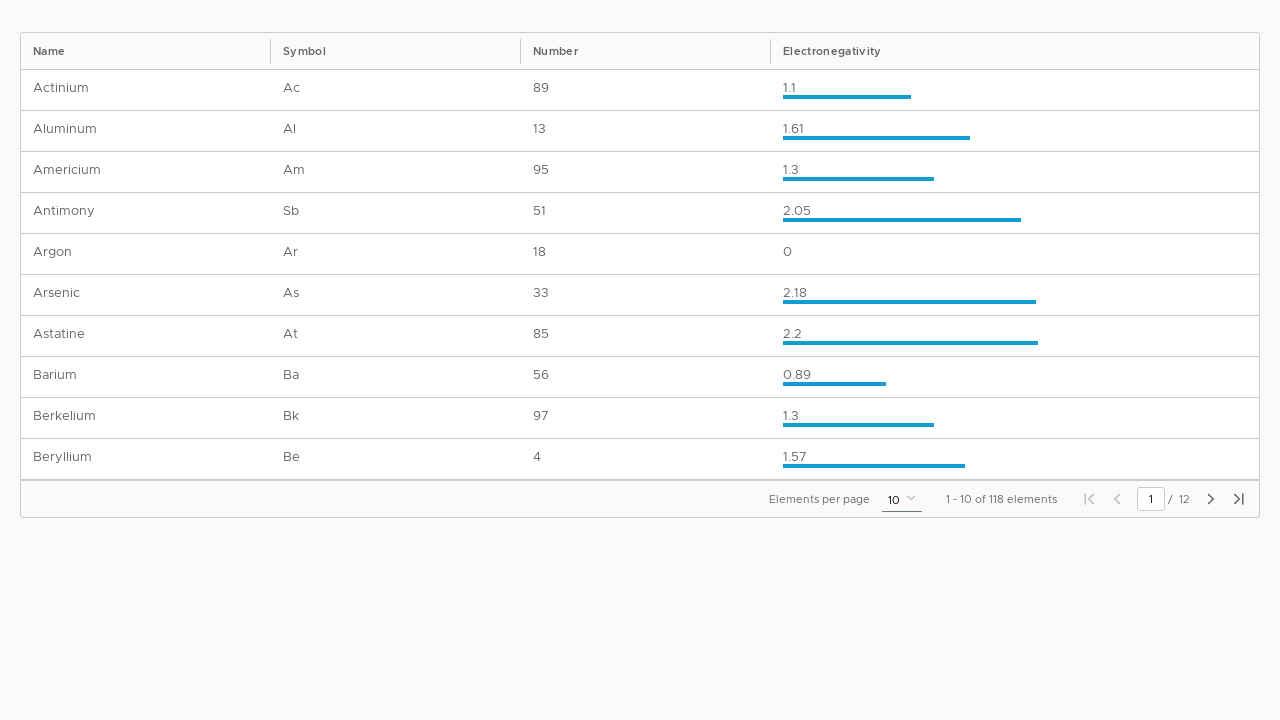 Name Symbol Number Electronegativity
Actinium Ac 89 1.1
Aluminum Al 13 1.61
Americium Am 95 1.3
Antimony Sb 51 2.05
Argon Ar 18 0
Arsenic As 33 2.18
Astatine At 85 2.2
Barium Ba 56 0.89
Berkelium Bk 97 1.3
Beryllium Be 4 1.57
Elements per page 10 1 - 10 of 118 elements 1 / 12